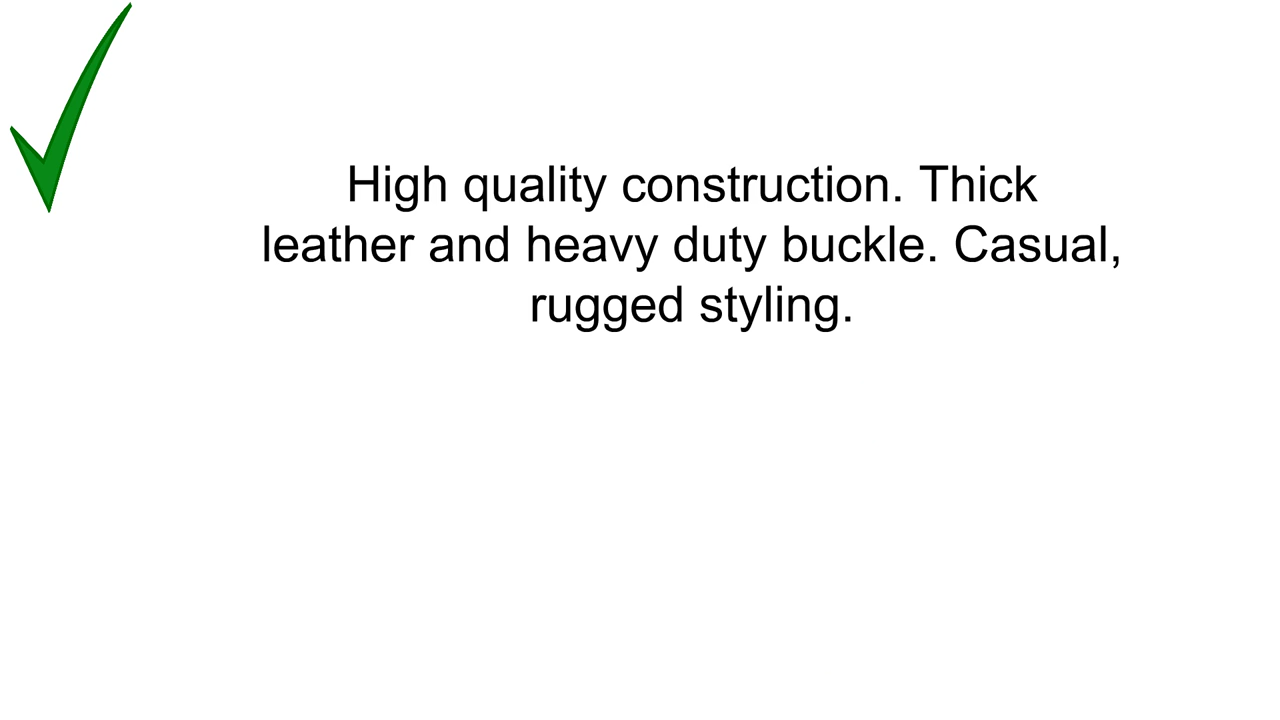 High quality construction. Thick
leather and heavy duty buckle. Casual,
rugged styling.